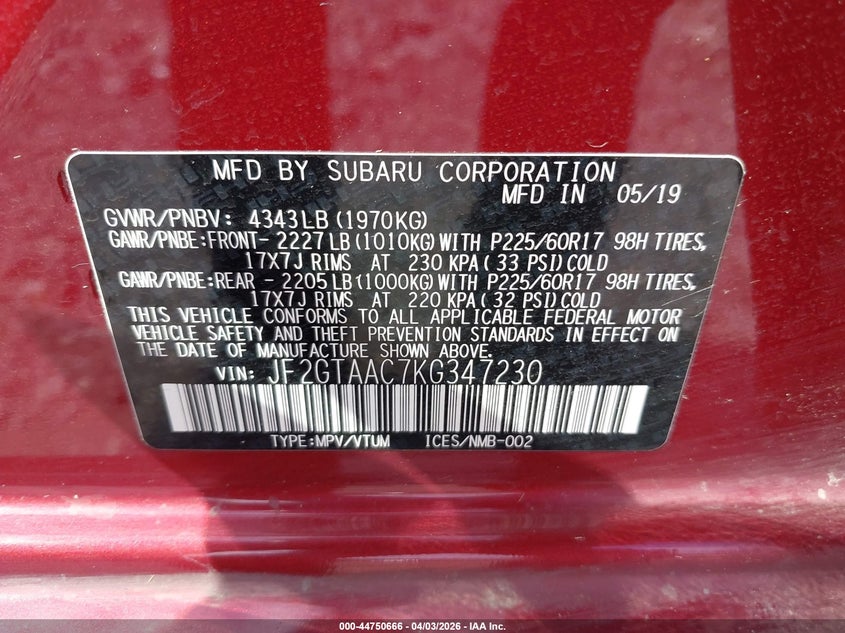 MFD BY SUBARU CORPORATION
MFD IN 05/19
GVWR/PNBV: 4343LB (1970KG)
GAWR/PNBE:FRONT- 2227LB(1010KG)WITH P225/60R17 98H TIRES,
17X7J RIMS AT 230 KPA( 33 PSI)COLD
GAWR/PNBE:REAR - 2205LB(1000KG)WITH P225/60R17 98H TIRES,
17X7J RIMS AT 220 KPA( 32 PSI)COLD
THIS VEHICLE CONFORMS TO ALL APPLICABLE FEDERAL MOTOR
VEHICLE SAFETY AND THEFT PREVENTION STANDARDS IN EFFECT ON
THE DATE OF MANUFACTURE SHOWN ABOVE.
VIN: JF2GTAAC7KG347230
TYPE:MPV/VTUM ICES/NMB-002
000-44750666 - 04/03/2026 - IAA Inc.